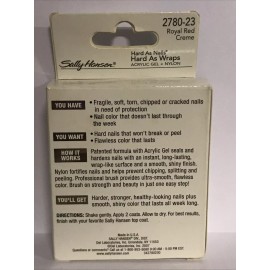 2780-23
Royal Red
Creme
Sally Hansen
Hard As Nails
Hard As Wraps
ACRYLIC GEL + NYLON
YOU HAVE
• Fragile, soft, torn, chipped or cracked nails
in need of protection
• Nail color that doesn't last through
the week
YOU WANT
• Hard nails that won't break or peel
• Flawless color that lasts
HOW IT WORKS
Patented formula with Acrylic Gel seals and
hardens nails with an instant, long-lasting,
wrap-like cover for a smooth, shiny finish.
Nylon fortifies nails and helps prevent chipping, splitting and
peeling. Professional brush provides ultra-smooth, flawless
color. Brush on strength and beauty in just one easy step!
YOU'LL GET
Harder, stronger, healthy-looking nails plus
smooth, shiny color that lasts all week long.
DIRECTIONS: Shake gently. Apply 2 coats. Allow to dry. For best results,
finish with your favorite Sally Hansen top coat.
Made in U.S.A.